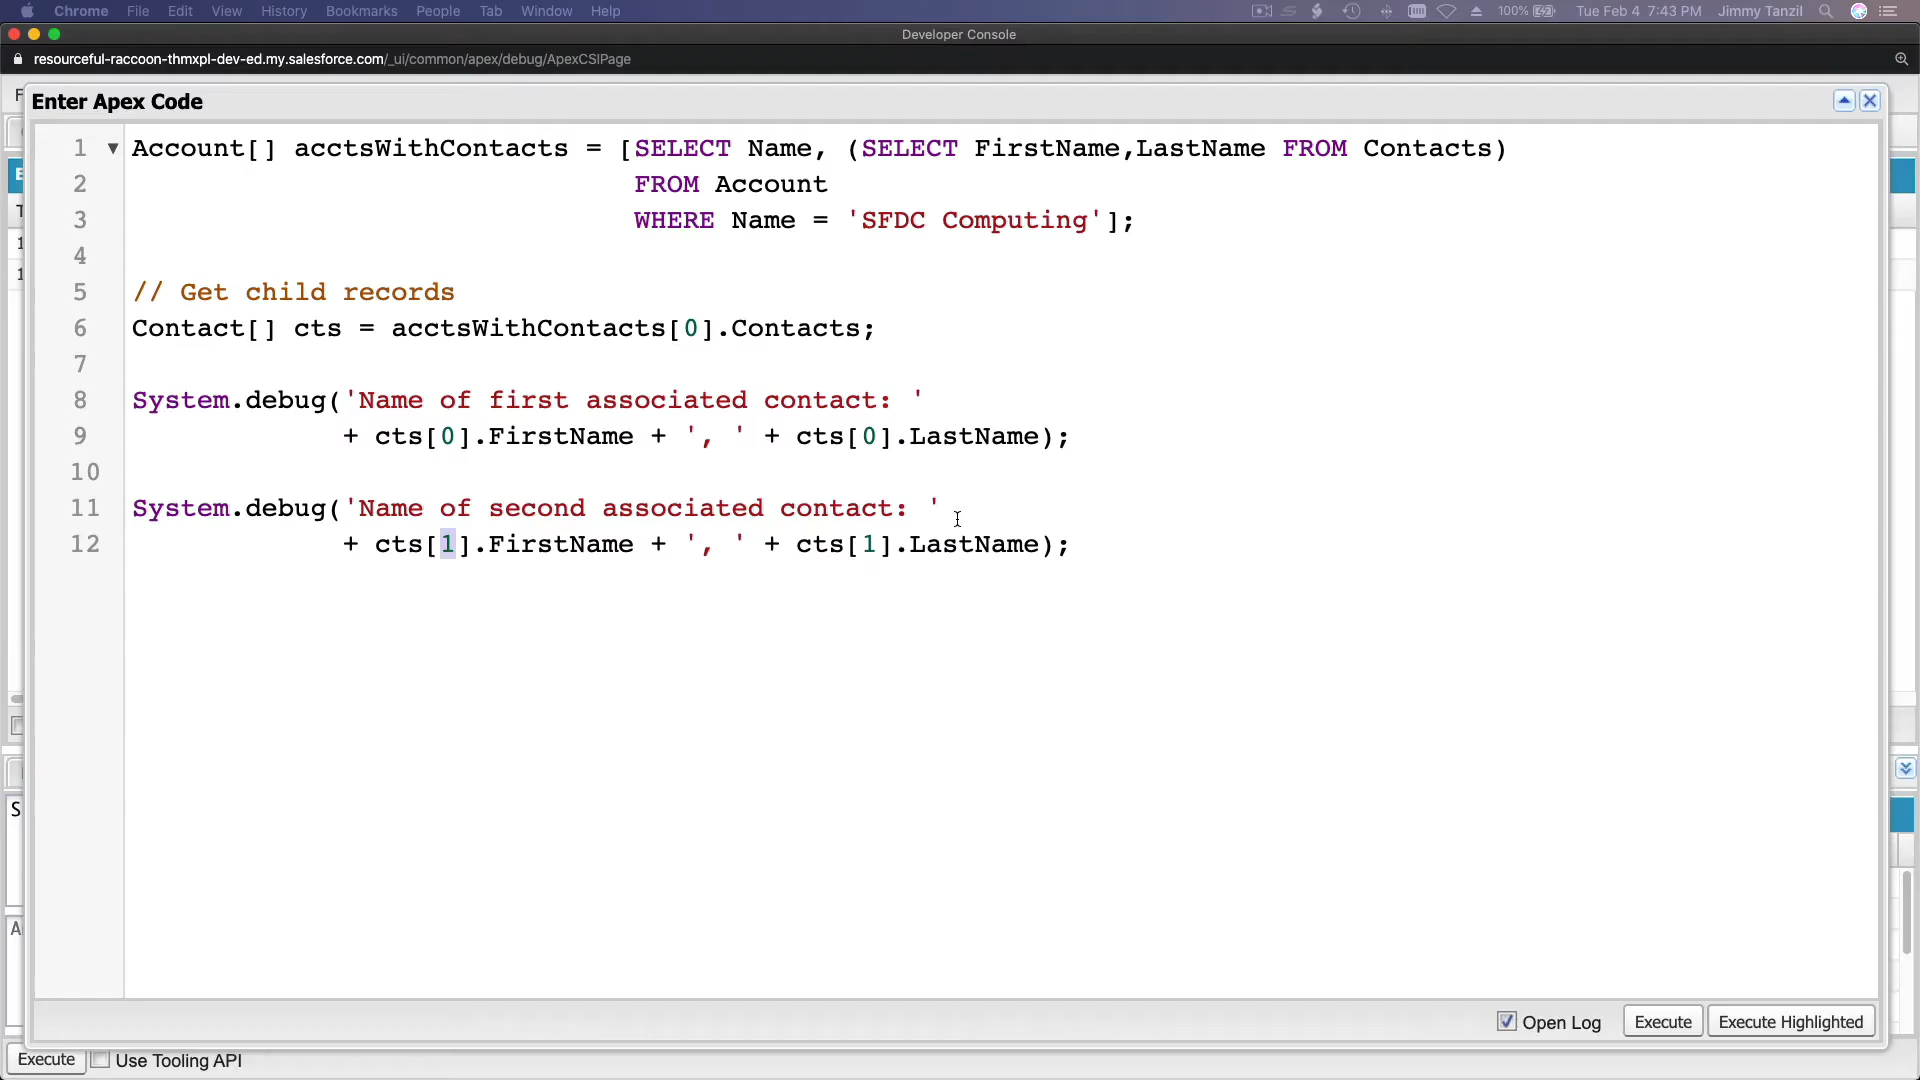 Chrome File Edit View History Bookmarks People Tab Window Help 100% Tue Feb 4 7:43 PM Jimmy Tanzil
Developer Console
resourceful-raccoon-thmxpl-dev-ed.my.salesforce.com/_ui/common/apex/debug/ApexCSIPage
Enter Apex Code
1 Account[] acctsWithContacts = [SELECT Name, (SELECT FirstName,LastName FROM Contacts)
2 FROM Account
3 WHERE Name = 'SFDC Computing'];
4
5 // Get child records
6 Contact[] cts = acctsWithContacts[0].Contacts;
7
8 System.debug('Name of first associated contact: '
9 + cts[0].FirstName + ', ' + cts[0].LastName);
10
11 System.debug('Name of second associated contact: '
12 + cts[1].FirstName + ', ' + cts[1].LastName);
Open Log Execute Execute Highlighted
Execute Use Tooling API